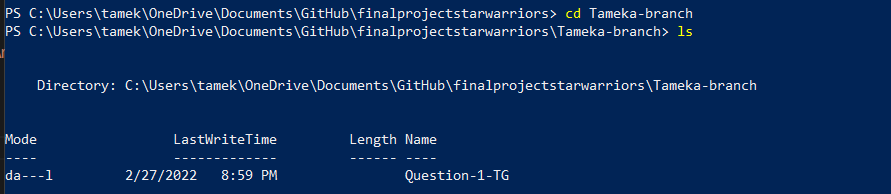 PS C:\Users\tamek\OneDrive\Documents\GitHub\finalprojectstarwarriors> cd Tameka-branch
PS C:\Users\tamek\OneDrive\Documents\GitHub\finalprojectstarwarriors\Tameka-branch> ls
Directory: C:\Users\tamek\OneDrive\Documents\GitHub\finalprojectstarwarriors\Tameka-branch
Mode LastWriteTime Length Name
---- ------------- ------ ----
da---l 2/27/2022 8:59 PM Question-1-TG